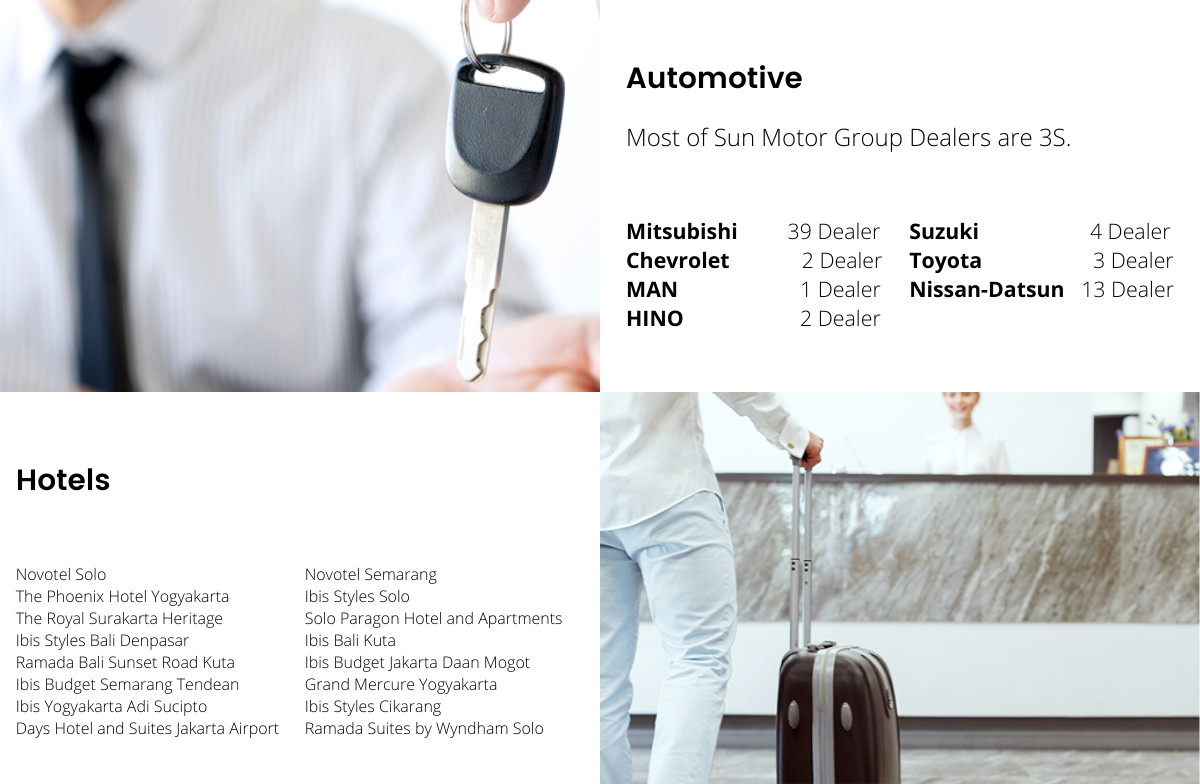 Automotive
Most of Sun Motor Group Dealers are 3S.
Mitsubishi 39 Dealer
Chevrolet 2 Dealer
MAN 1 Dealer
HINO 2 Dealer
Suzuki 4 Dealer
Toyota 3 Dealer
Nissan-Datsun 13 Dealer
Hotels
Novotel Solo
The Phoenix Hotel Yogyakarta
The Royal Surakarta Heritage
Ibis Styles Bali Denpasar
Ramada Bali Sunset Road Kuta
Ibis Budget Semarang Tendean
Ibis Yogyakarta Adi Sucipto
Days Hotel and Suites Jakarta Airport
Novotel Semarang
Ibis Styles Solo
Solo Paragon Hotel and Apartments
Ibis Bali Kuta
Ibis Budget Jakarta Daan Mogot
Grand Mercure Yogyakarta
Ibis Styles Cikarang
Ramada Suites by Wyndham Solo